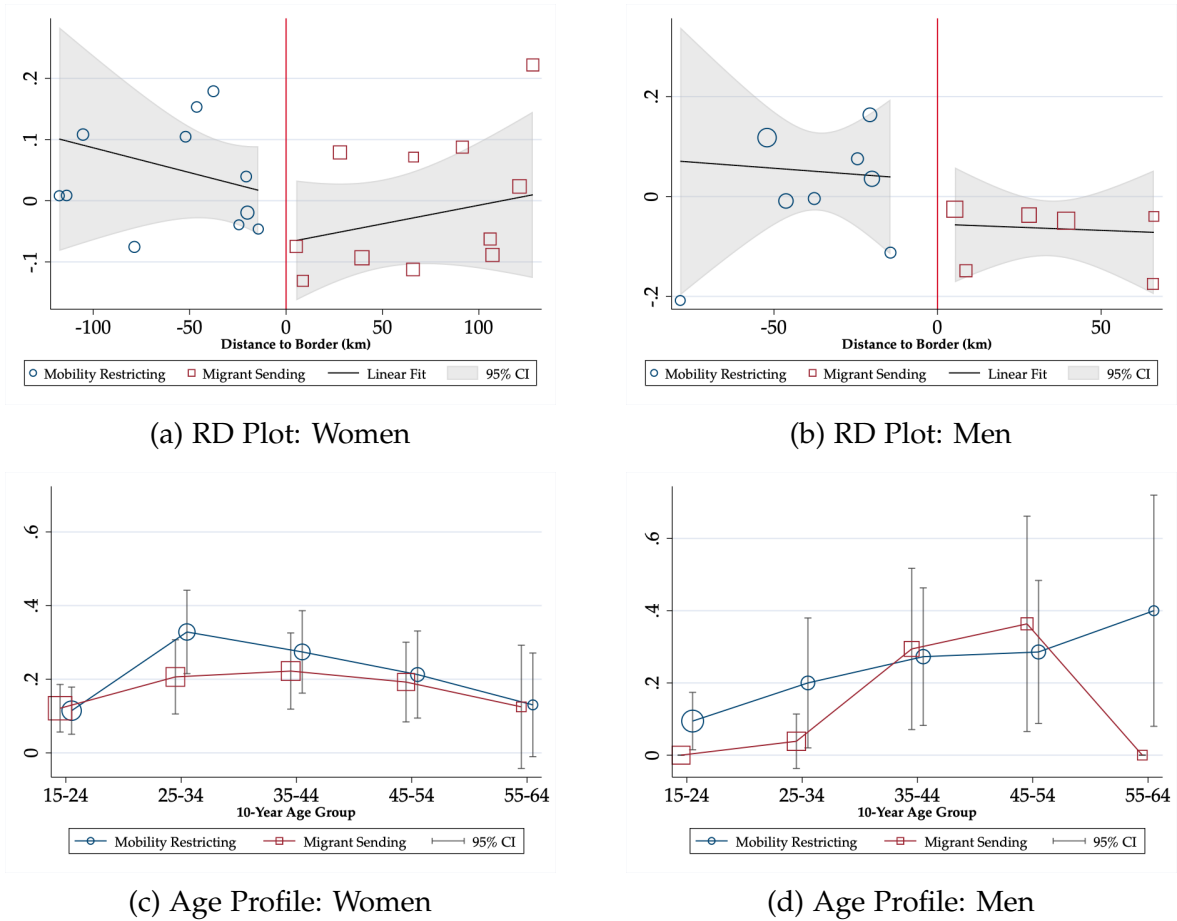 .2
.1
0
-.1
-100
-50
0
50
100
Distance to Border (km)
Mobility Restricting Migrant Sending Linear Fit 95% CI
(a) RD Plot: Women
.2
0
-.2
-50
0
50
Distance to Border (km)
Mobility Restricting Migrant Sending Linear Fit 95% CI
(b) RD Plot: Men
.6
.4
.2
0
15-24
25-34
35-44
45-54
55-64
10-Year Age Group
Mobility Restricting Migrant Sending 95% CI
(c) Age Profile: Women
.6
.4
.2
0
15-24
25-34
35-44
45-54
55-64
10-Year Age Group
Mobility Restricting Migrant Sending 95% CI
(d) Age Profile: Men